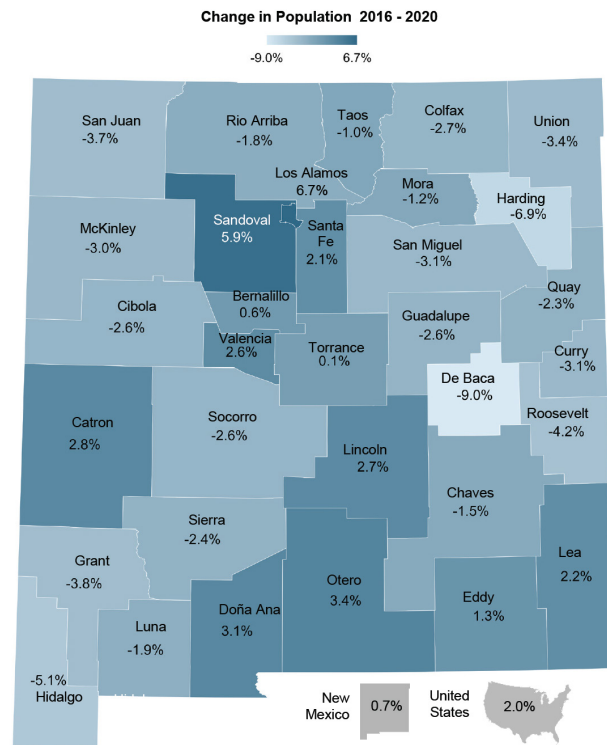 Change in Population 2016 - 2020
-9.0%
6.7%
San Juan
-3.7%
Rio Arriba
-1.8%
Taos
-1.0%
Colfax
-2.7%
Union
-3.4%
Los Alamos
6.7%
Mora
-1.2%
Harding
-6.9%
McKinley
-3.0%
Sandoval
5.9%
Santa
Fe
2.1%
San Miguel
-3.1%
Quay
-2.3%
Cibola
-2.6%
Bernalillo
0.6%
Guadalupe
-2.6%
Valencia
2.6%
Torrance
0.1%
Curry
-3.1%
De Baca
-9.0%
Roosevelt
-4.2%
Catron
2.8%
Socorro
-2.6%
Lincoln
2.7%
Chaves
-1.5%
Sierra
-2.4%
Lea
2.2%
Grant
-3.8%
Otero
3.4%
Eddy
1.3%
Doña Ana
3.1%
Luna
-1.9%
-5.1%
Hidalgo
New
Mexico
0.7%
United
States
2.0%